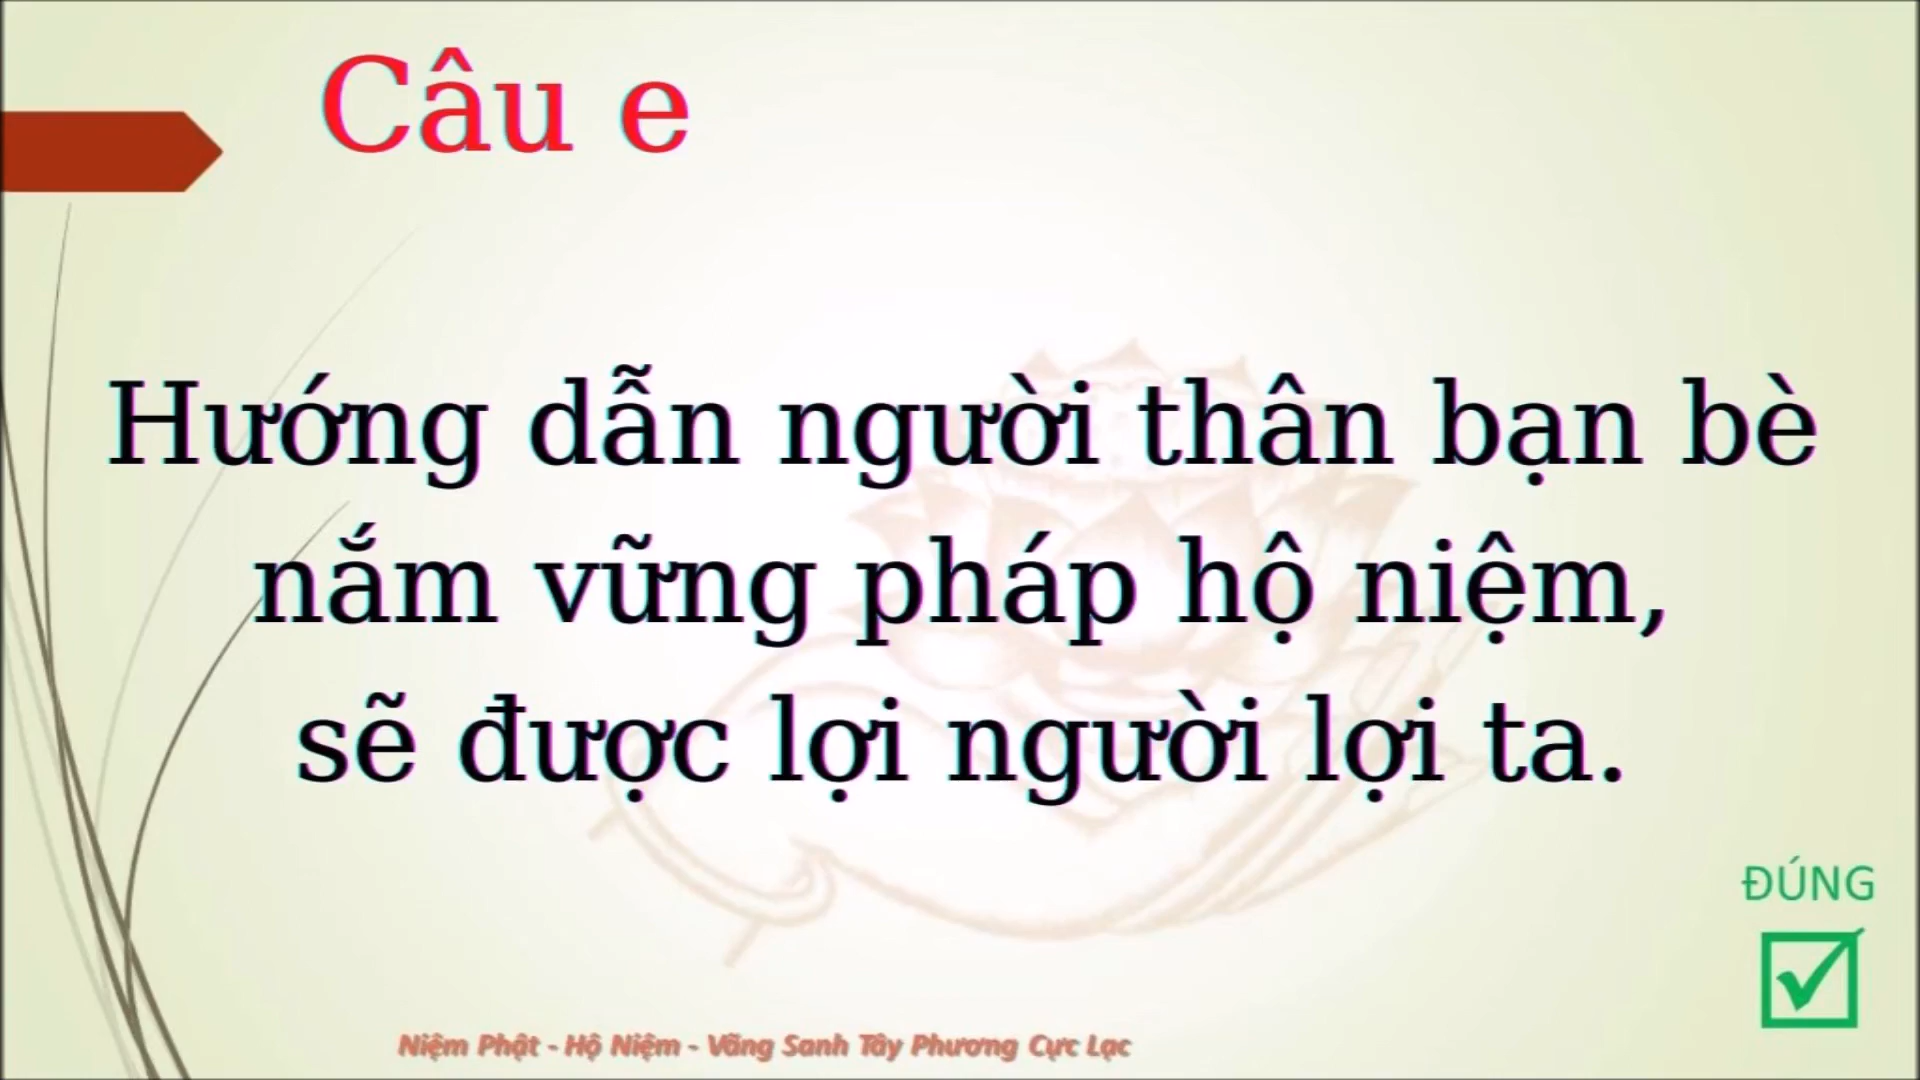 Câu e
Hướng dẫn người thân bạn bè
nắm vững pháp hộ niệm,
sẽ được lợi người lợi ta.
ĐÚNG
Niệm Phật - Hộ Niệm - Vãng Sanh Tây Phương Cực Lạc